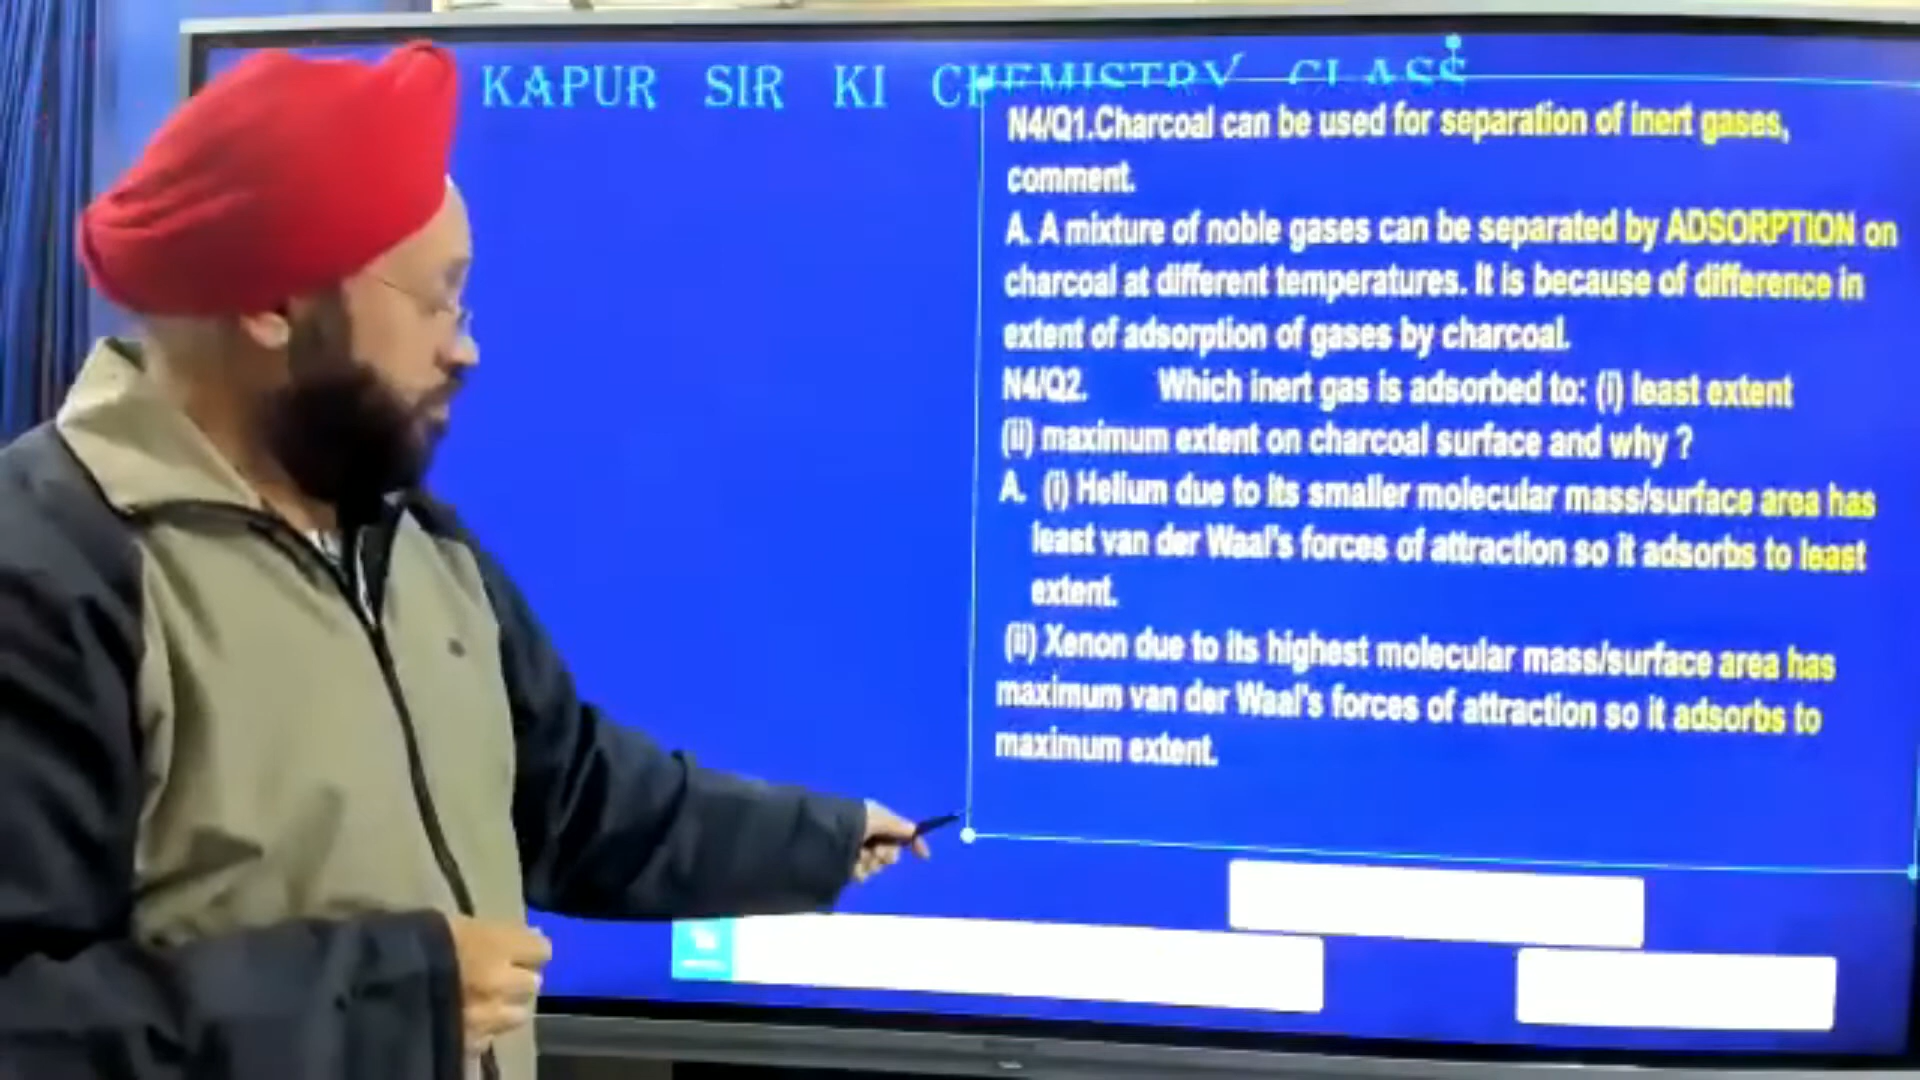 KAPUR SIR KI CHEMISTRY CLASS
N4/Q1.Charcoal can be used for separation of inert gases,
comment.
A. A mixture of noble gases can be separated by ADSORPTION on
charcoal at different temperatures. It is because of difference in
extent of adsorption of gases by charcoal.
N4/Q2. Which inert gas is adsorbed to: (i) least extent
(ii) maximum extent on charcoal surface and why ?
A. (i) Helium due to its smaller molecular mass/surface area has
least van der Waal's forces of attraction so it adsorbs to least
extent.
(ii) Xenon due to its highest molecular mass/surface area has
maximum van der Waal's forces of attraction so it adsorbs to
maximum extent.